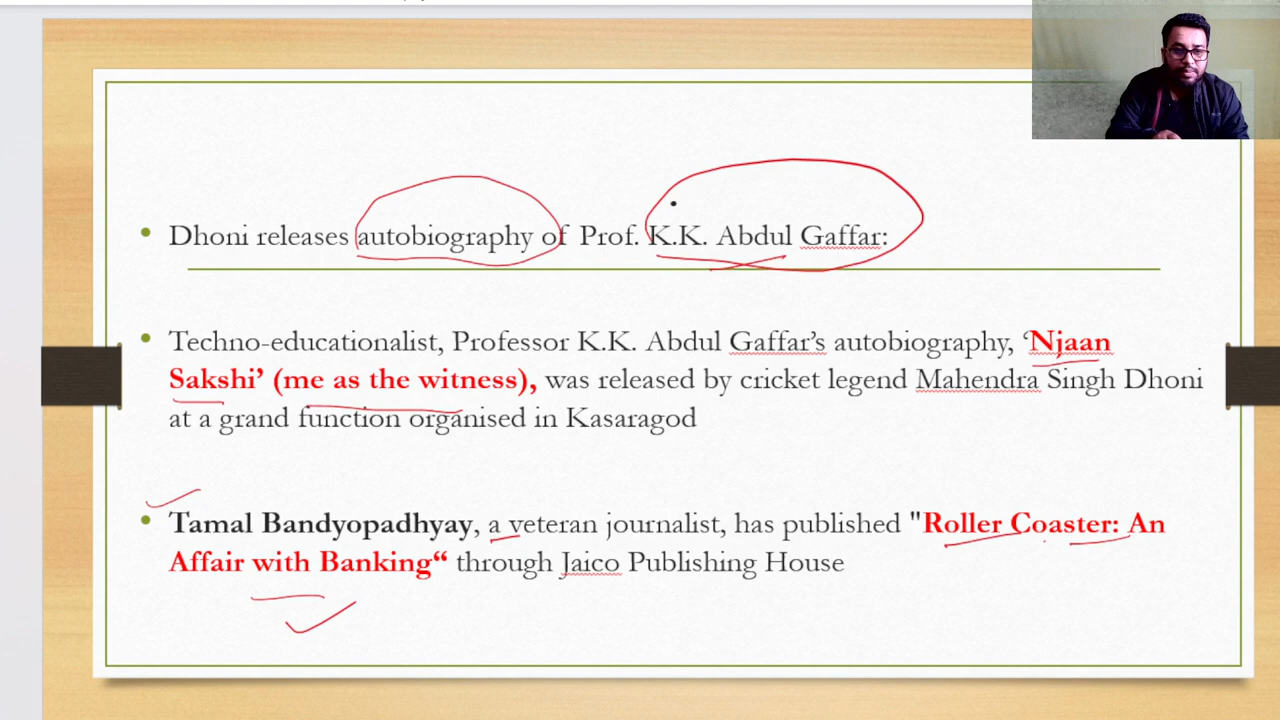 Dhoni releases autobiography of Prof. K.K. Abdul Gaffar:
Techno-educationalist, Professor K.K. Abdul Gaffar’s autobiography, ‘Njaan
Sakshi’ (me as the witness), was released by cricket legend Mahendra Singh Dhoni
at a grand function organised in Kasaragod
Tamal Bandyopadhyay, a veteran journalist, has published "Roller Coaster: An
Affair with Banking“ through Jaico Publishing House